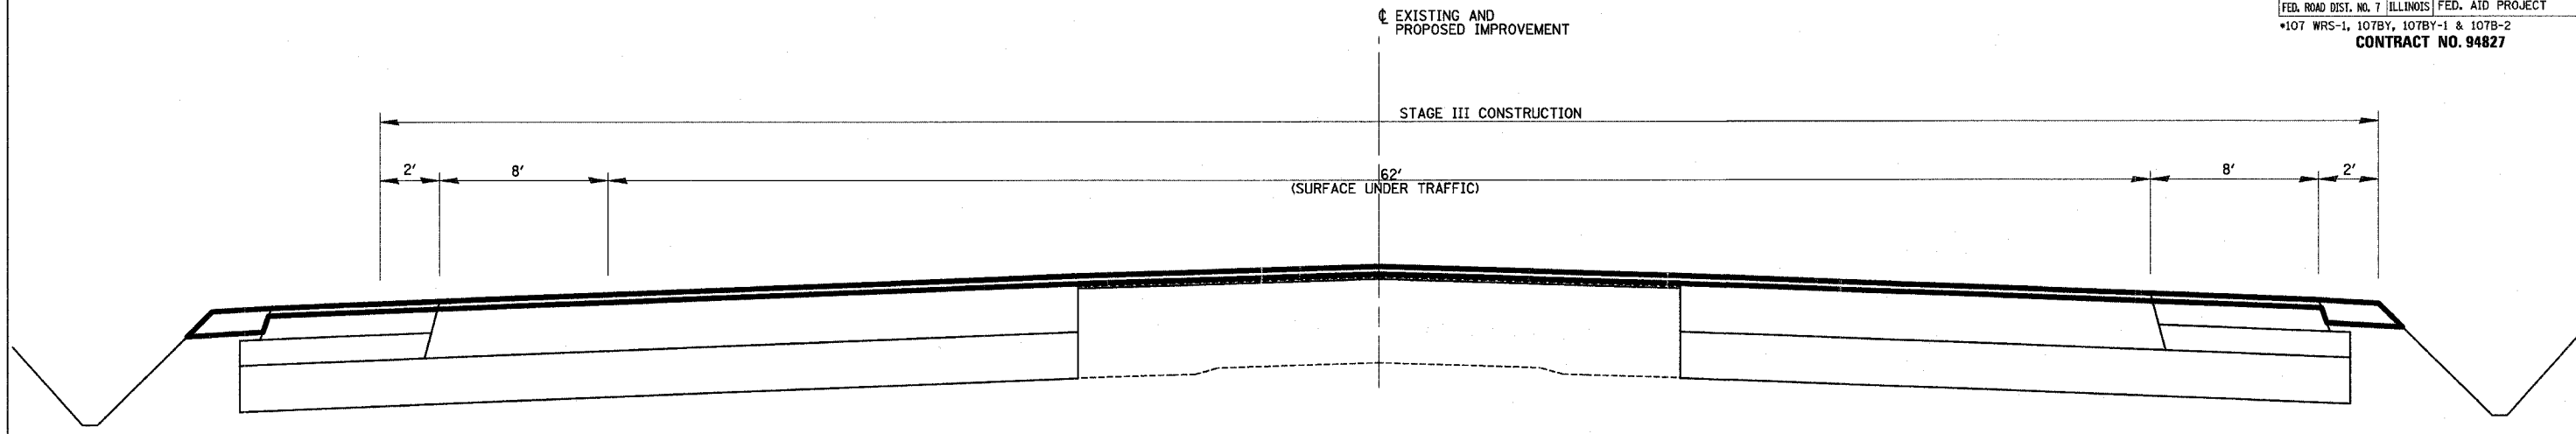 ℄ EXISTING AND
PROPOSED IMPROVEMENT
FED. ROAD DIST. NO. 7 ILLINOIS FED. AID PROJECT
*107 WRS-1, 107BY, 107BY-1 & 107B-2
CONTRACT NO. 94827
STAGE III CONSTRUCTION
2' 8' 62' 8' 2'
(SURFACE UNDER TRAFFIC)